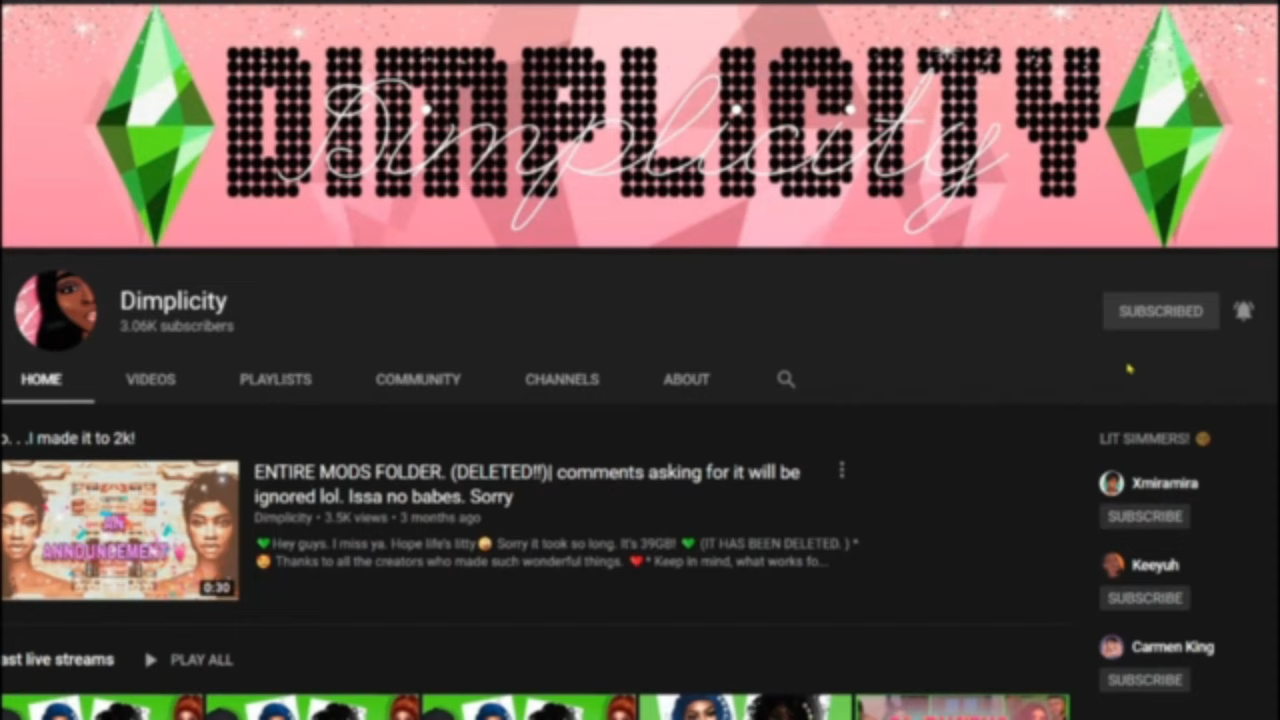 DIMPLICITY
Dimplicity
Dimplicity
3.06K subscribers
SUBSCRIBED
HOME VIDEOS PLAYLISTS COMMUNITY CHANNELS ABOUT
. . .I made it to 2k!
LIT SIMMERS!
ENTIRE MODS FOLDER. (DELETED!!)| comments asking for it will be
ignored lol. Issa no babes. Sorry
Dimplicity • 3.5K views • 3 months ago
Hey guys. I miss ya. Hope life's litty Sorry it took so long. It's 39GB! (IT HAS BEEN DELETED. ) *
Thanks to all the creators who made such wonderful things. * Keep in mind, what works fo...
AN
ANNOUNCEMENT
0:30
Xmiramira
SUBSCRIBE
Keeyuh
SUBSCRIBE
Carmen King
SUBSCRIBE
ast live streams PLAY ALL